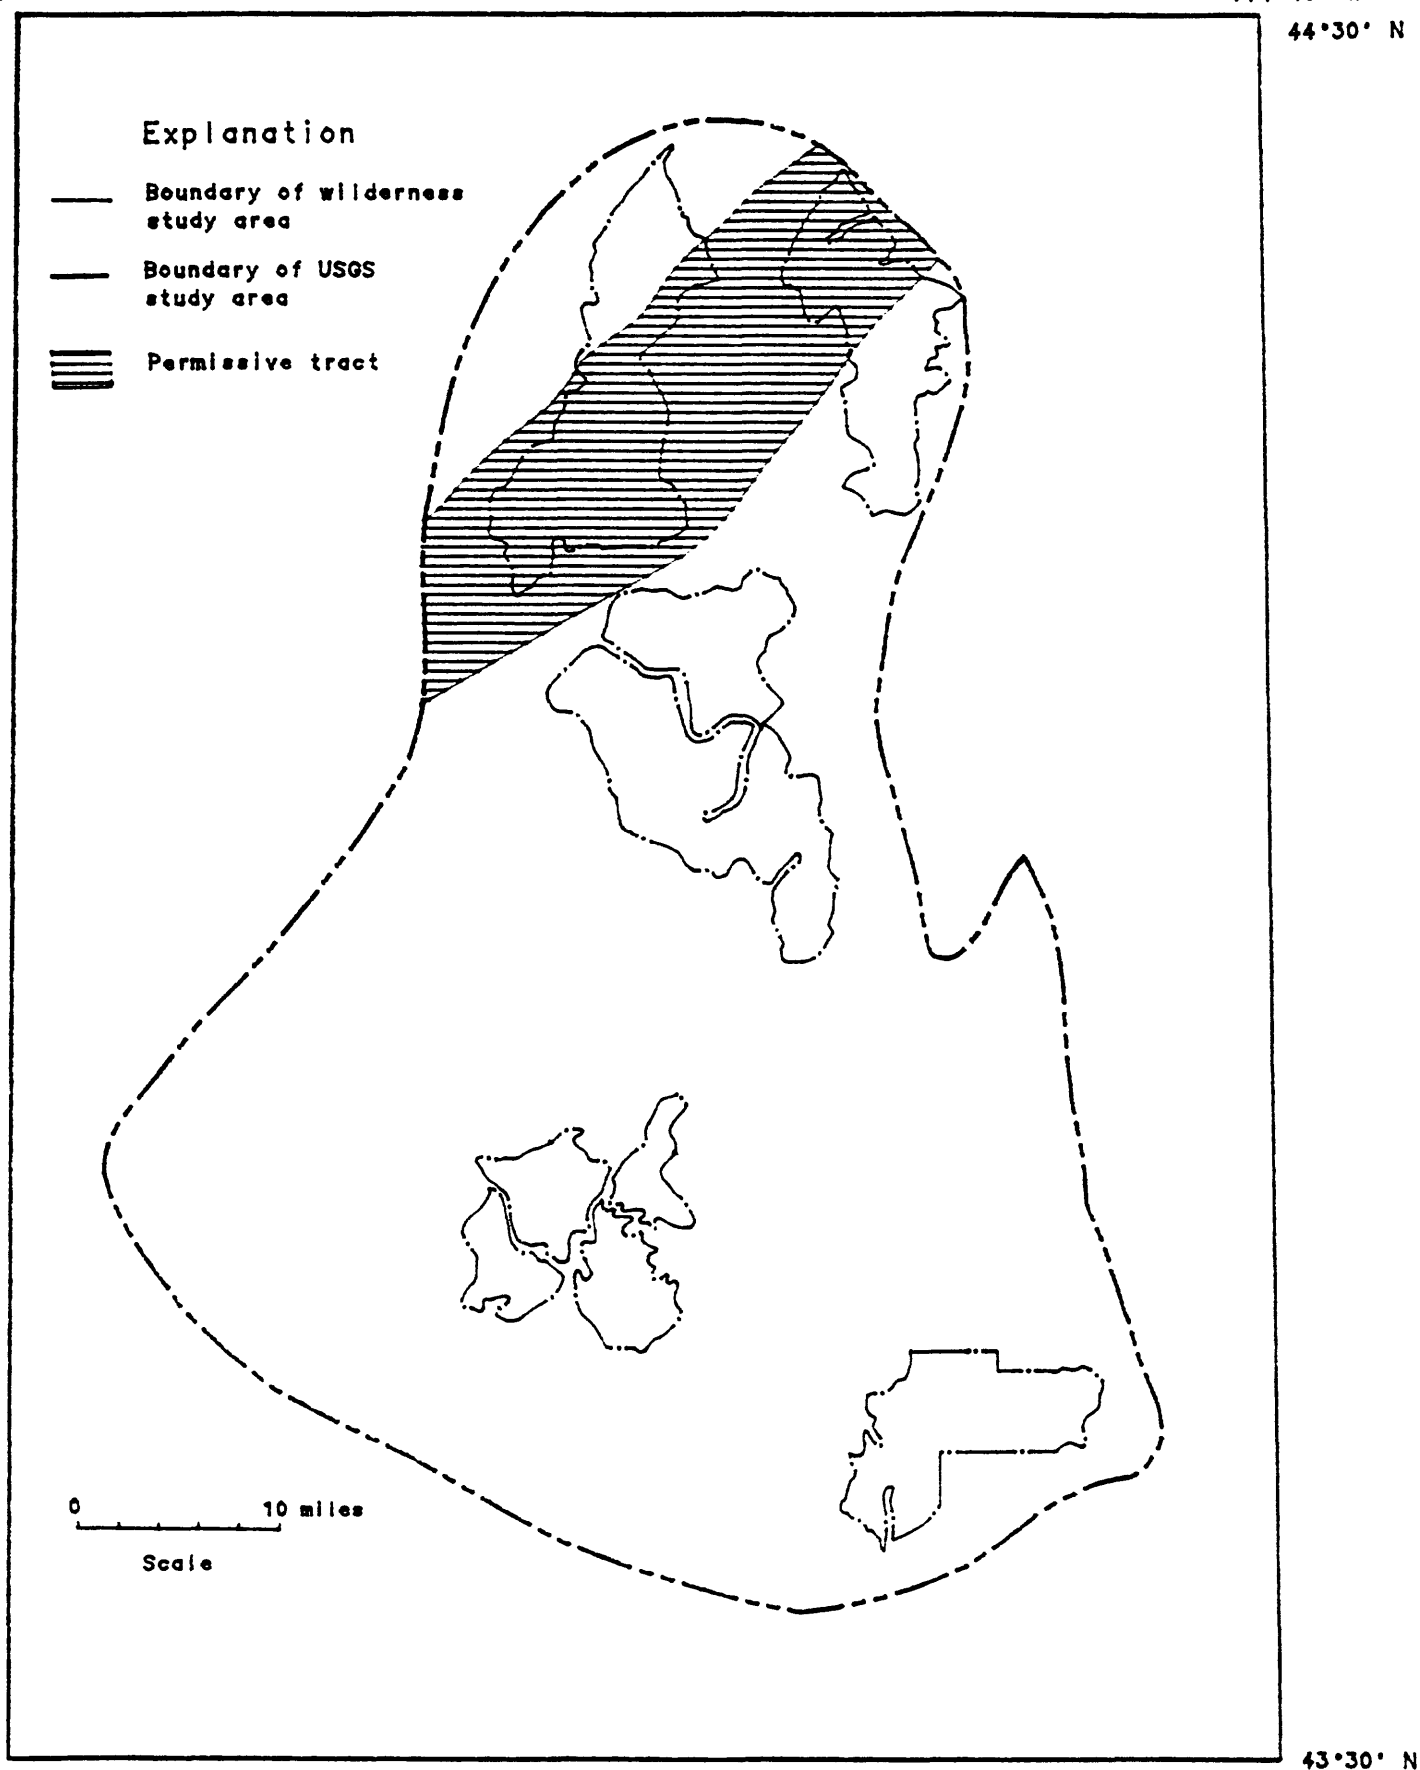 44°30' N
Explanation
Boundary of wilderness
study area
Boundary of USGS
study area
Permissive tract
0 10 miles
Scale
43°30' N